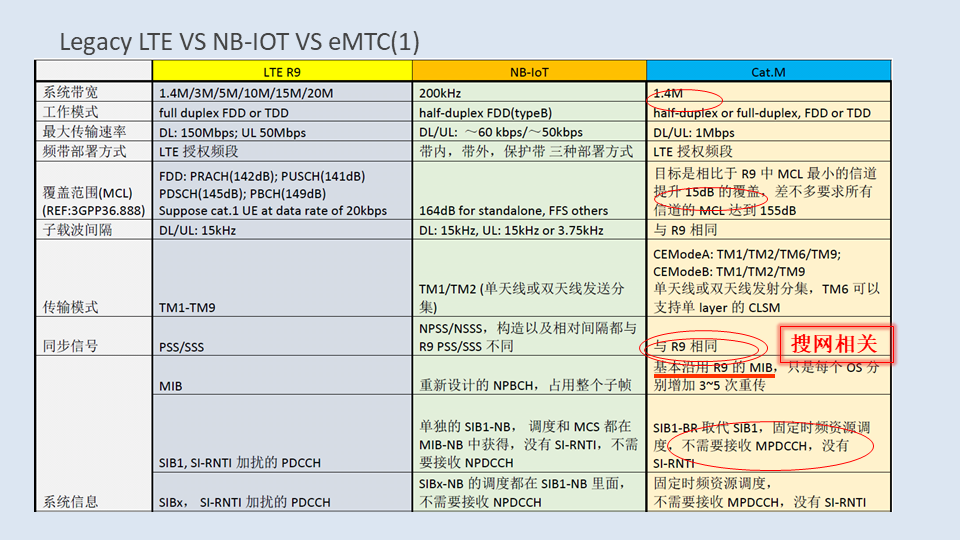 Legacy LTE VS NB-IOT VS eMTC(1)
LTE R9
NB-IoT
Cat.M
系统带宽
1.4M/3M/5M/10M/15M/20M
200kHz
1.4M
工作模式
full duplex FDD or TDD
half-duplex FDD(typeB)
half-duplex or full-duplex, FDD or TDD
最大传输速率
DL: 150Mbps; UL 50Mbps
DL/UL: ～60 kbps/～50kbps
DL/UL: 1Mbps
频带部署方式
LTE 授权频段
带内，带外，保护带 三种部署方式
LTE 授权频段
覆盖范围(MCL)
(REF:3GPP36.888)
FDD: PRACH(142dB); PUSCH(141dB)
PDSCH(145dB); PBCH(149dB)
Suppose cat.1 UE at data rate of 20kbps
164dB for standalone, FFS others
目标是相比于 R9 中 MCL 最小的信道
提升 15dB 的覆盖，差不多要求所有
信道的 MCL 达到 155dB
子载波间隔
DL/UL: 15kHz
DL: 15kHz, UL: 15kHz or 3.75kHz
与 R9 相同
传输模式
TM1-TM9
TM1/TM2 (单天线或双天线发送分
集)
CEModeA: TM1/TM2/TM6/TM9;
CEModeB: TM1/TM2/TM9
单天线或双天线发射分集，TM6 可以
支持单 layer 的 CLSM
同步信号
PSS/SSS
NPSS/NSSS，构造以及相对间隔都与
R9 PSS/SSS 不同
与 R9 相同
搜网相关
MIB
重新设计的 NPBCH，占用整个子帧
基本沿用 R9 的 MIB，只是每个 OS 分
别增加 3~5 次重传
SIB1, SI-RNTI 加扰的 PDCCH
单独的 SIB1-NB， 调度和 MCS 都在
MIB-NB 中获得，没有 SI-RNTI，不需
要接收 NPDCCH
SIB1-BR 取代 SIB1，固定时频资源调
度，不需要接收 MPDCCH，没有
SI-RNTI
系统信息
SIBx， SI-RNTI 加扰的 PDCCH
SIBx-NB 的调度都在 SIB1-NB 里面，
不需要接收 NPDCCH
固定时频资源调度，
不需要接收 MPDCCH，没有 SI-RNTI